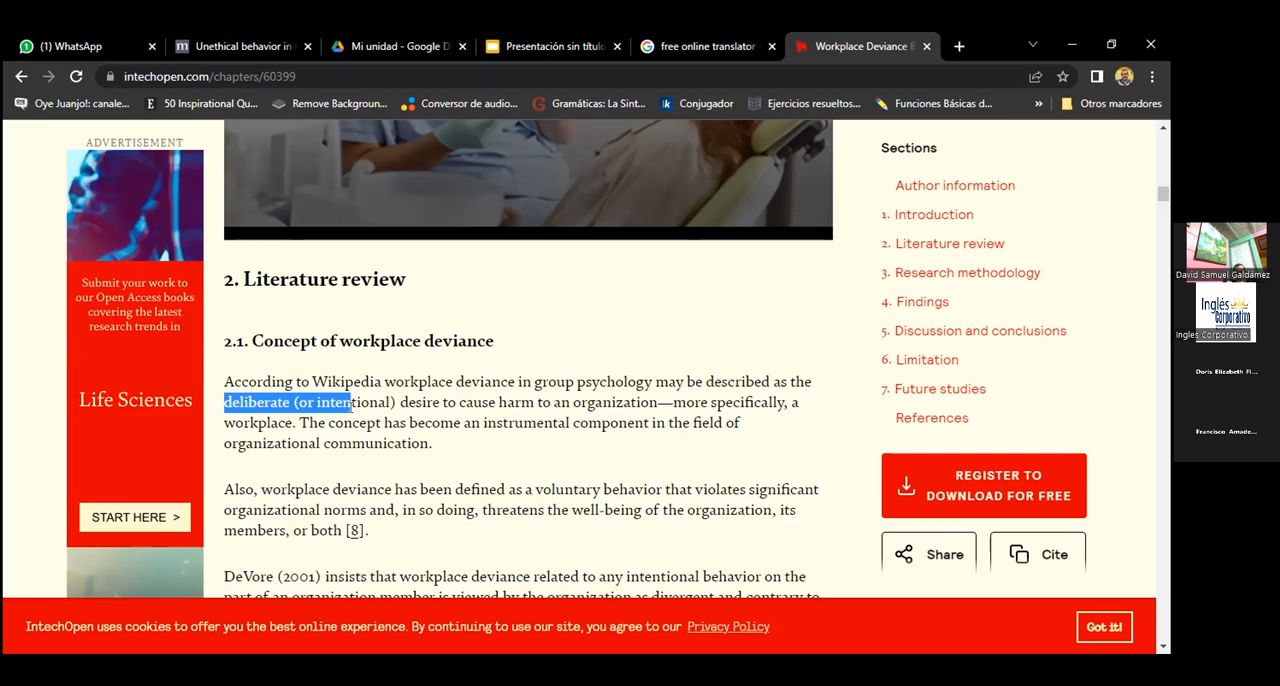 (1) WhatsApp
Unethical behavior in
Mi unidad - Google D
Presentación sin título
free online translator -
Workplace Deviance B
intechopen.com/chapters/60399
Oye Juanjo!: canale...
50 Inspirational Qu...
Remove Backgroun...
Conversor de audio...
Gramáticas: La Sint...
Conjugador
Ejercicios resueltos...
Funciones Básicas d...
»
Otros marcadores
ADVERTISEMENT
Submit your work to
our Open Access books
covering the latest
research trends in
Life Sciences
START HERE >
2. Literature review
2.1. Concept of workplace deviance
According to Wikipedia workplace deviance in group psychology may be described as the
deliberate (or intentional) desire to cause harm to an organization—more specifically, a
workplace. The concept has become an instrumental component in the field of
organizational communication.
Also, workplace deviance has been defined as a voluntary behavior that violates significant
organizational norms and, in so doing, threatens the well-being of the organization, its
members, or both [8].
DeVore (2001) insists that workplace deviance related to any intentional behavior on the
part of an organization member is viewed by the organization as divergent and contrary to
Sections
Author information
1. Introduction
2. Literature review
3. Research methodology
4. Findings
5. Discussion and conclusions
6. Limitation
7. Future studies
References
REGISTER TO
DOWNLOAD FOR FREE
Share
Cite
IntechOpen uses cookies to offer you the best online experience. By continuing to use our site, you agree to our Privacy Policy
Got it!
David Samuel Galdámez
Inglés
Corporativo
Ingles Corporativo
Doris Elizabeth Fl...
Francisco Amade...